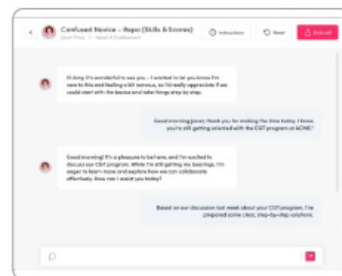 Confused Novice - Repo (Skills & Scores)
Instructions
Reset
End call
Hi Amy, it's wonderful to see you – I wanted to let you know I'm
new to this and feeling a bit nervous, so I'd really appreciate if we
could start with the basics and take things step by step.
Good morning Jenny, thank you for making the time today. I know
you're still getting oriented with the CGT program at ACME?
Good morning! It's a pleasure to be here, and I'm excited to
discuss our CGT program. While I'm still getting my bearings, I'm
eager to learn more and explore how we can collaborate
effectively. How can I assist you today?
Based on our discussion last week about your CGT program, I've
prepared some clear, step-by-step solutions.